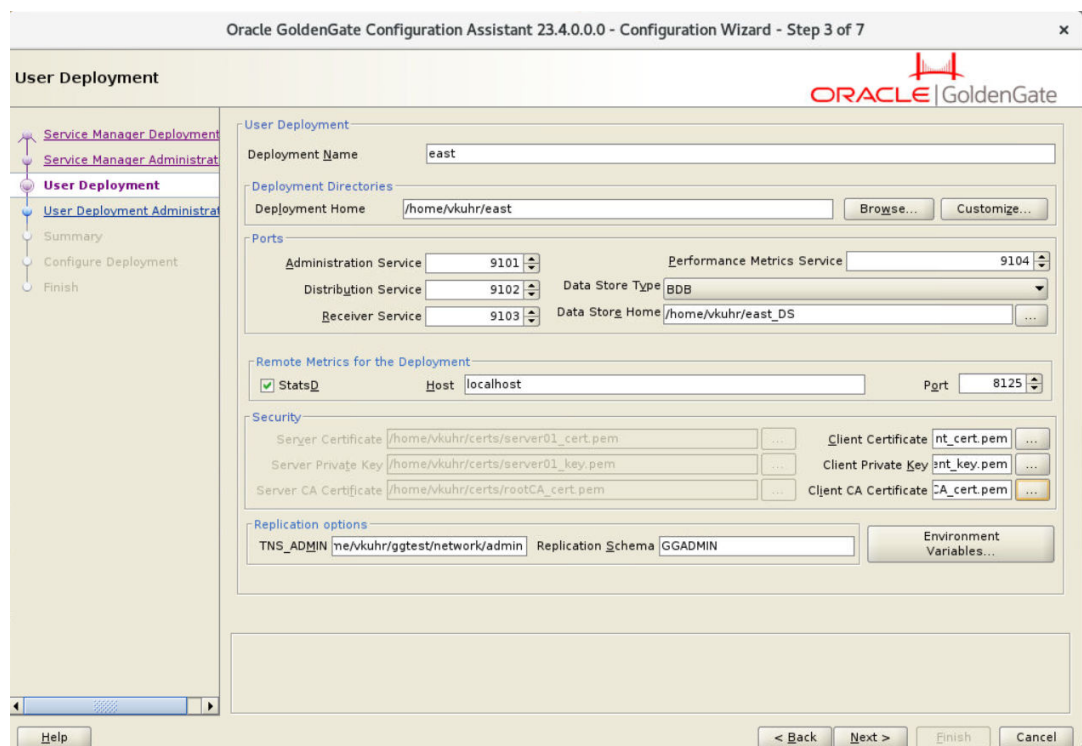 Oracle GoldenGate Configuration Assistant 23.4.0.0.0 - Configuration Wizard - Step 3 of 7
User Deployment
ORACLE | GoldenGate
Service Manager Deployment
Service Manager Administrat
User Deployment
User Deployment Administrat
Summary
Configure Deployment
Finish
User Deployment
Deployment Name east
Deployment Directories
Deployment Home /home/vkuhr/east Browse... Customize...
Ports
Administration Service 9101 Performance Metrics Service 9104
Distribution Service 9102 Data Store Type BDB
Receiver Service 9103 Data Store Home /home/vkuhr/east_DS ...
Remote Metrics for the Deployment
StatsD Host localhost Port 8125
Security
Server Certificate /home/vkuhr/certs/server01_cert.pem ... Client Certificate nt_cert.pem ...
Server Private Key /home/vkuhr/certs/server01_key.pem ... Client Private Key ent_key.pem ...
Server CA Certificate /home/vkuhr/certs/rootCA_cert.pem ... Client CA Certificate CA_cert.pem ...
Replication options
TNS_ADMIN me/vkuhr/ggtest/network/admin Replication Schema GGADMIN Environment
Variables...
Help < Back Next > Finish Cancel